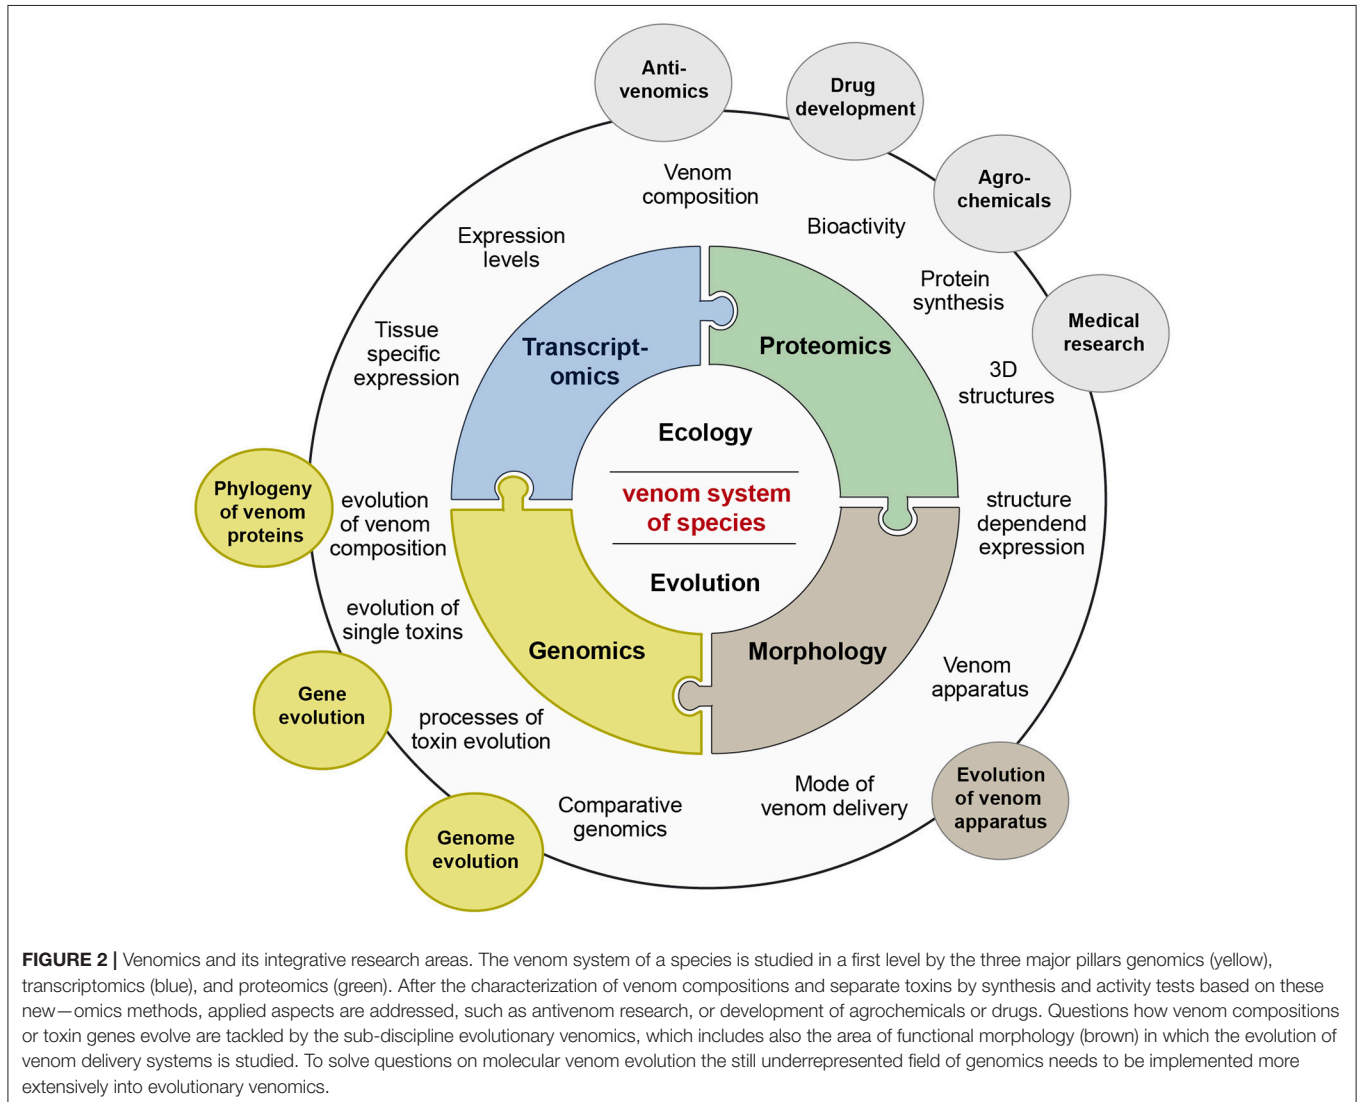 Anti-
venomics
Drug
development
Agro-
chemicals
Medical
research
Venom
composition
Bioactivity
Protein
synthesis
3D
structures
Expression
levels
Tissue
specific
expression
Transcript-
omics
Proteomics
Ecology
venom system
of species
Evolution
Genomics
Morphology
structure
dependend
expression
Venom
apparatus
Mode of
venom delivery
Evolution
of venom
apparatus
Phylogeny
of venom
proteins
evolution
of venom
composition
evolution of
single toxins
Gene
evolution
processes of
toxin evolution
Comparative
genomics
Genome
evolution
FIGURE 2 | Venomics and its integrative research areas. The venom system of a species is studied in a first level by the three major pillars genomics (yellow),
transcriptomics (blue), and proteomics (green). After the characterization of venom compositions and separate toxins by synthesis and activity tests based on these
new—omics methods, applied aspects are addressed, such as antivenom research, or development of agrochemicals or drugs. Questions how venom compositions
or toxin genes evolve are tackled by the sub-discipline evolutionary venomics, which includes also the area of functional morphology (brown) in which the evolution of
venom delivery systems is studied. To solve questions on molecular venom evolution the still underrepresented field of genomics needs to be implemented more
extensively into evolutionary venomics.